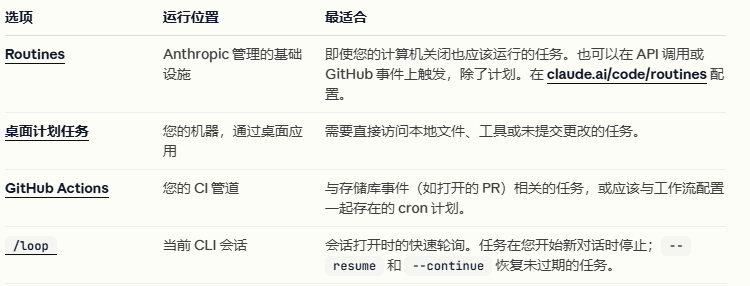 选项 运行位置 最适合
Routines Anthropic 管理的基础 即使您的计算机关闭也应该运行的任务。也可以在 API 调用或
设施 GitHub 事件上触发，除了计划。在 claude.ai/code/routines 配
置。
桌面计划任务 您的机器，通过桌面应 需要直接访问本地文件、工具或未提交更改的任务。
用
GitHub Actions 您的 CI 管道 与存储库事件（如打开的 PR）相关的任务，或应该与工作流配置
一起存在的 cron 计划。
/loop 当前 CLI 会话 会话打开时的快速轮询。任务在您开始新对话时停止； --
resume 和 --continue 恢复未过期的任务。